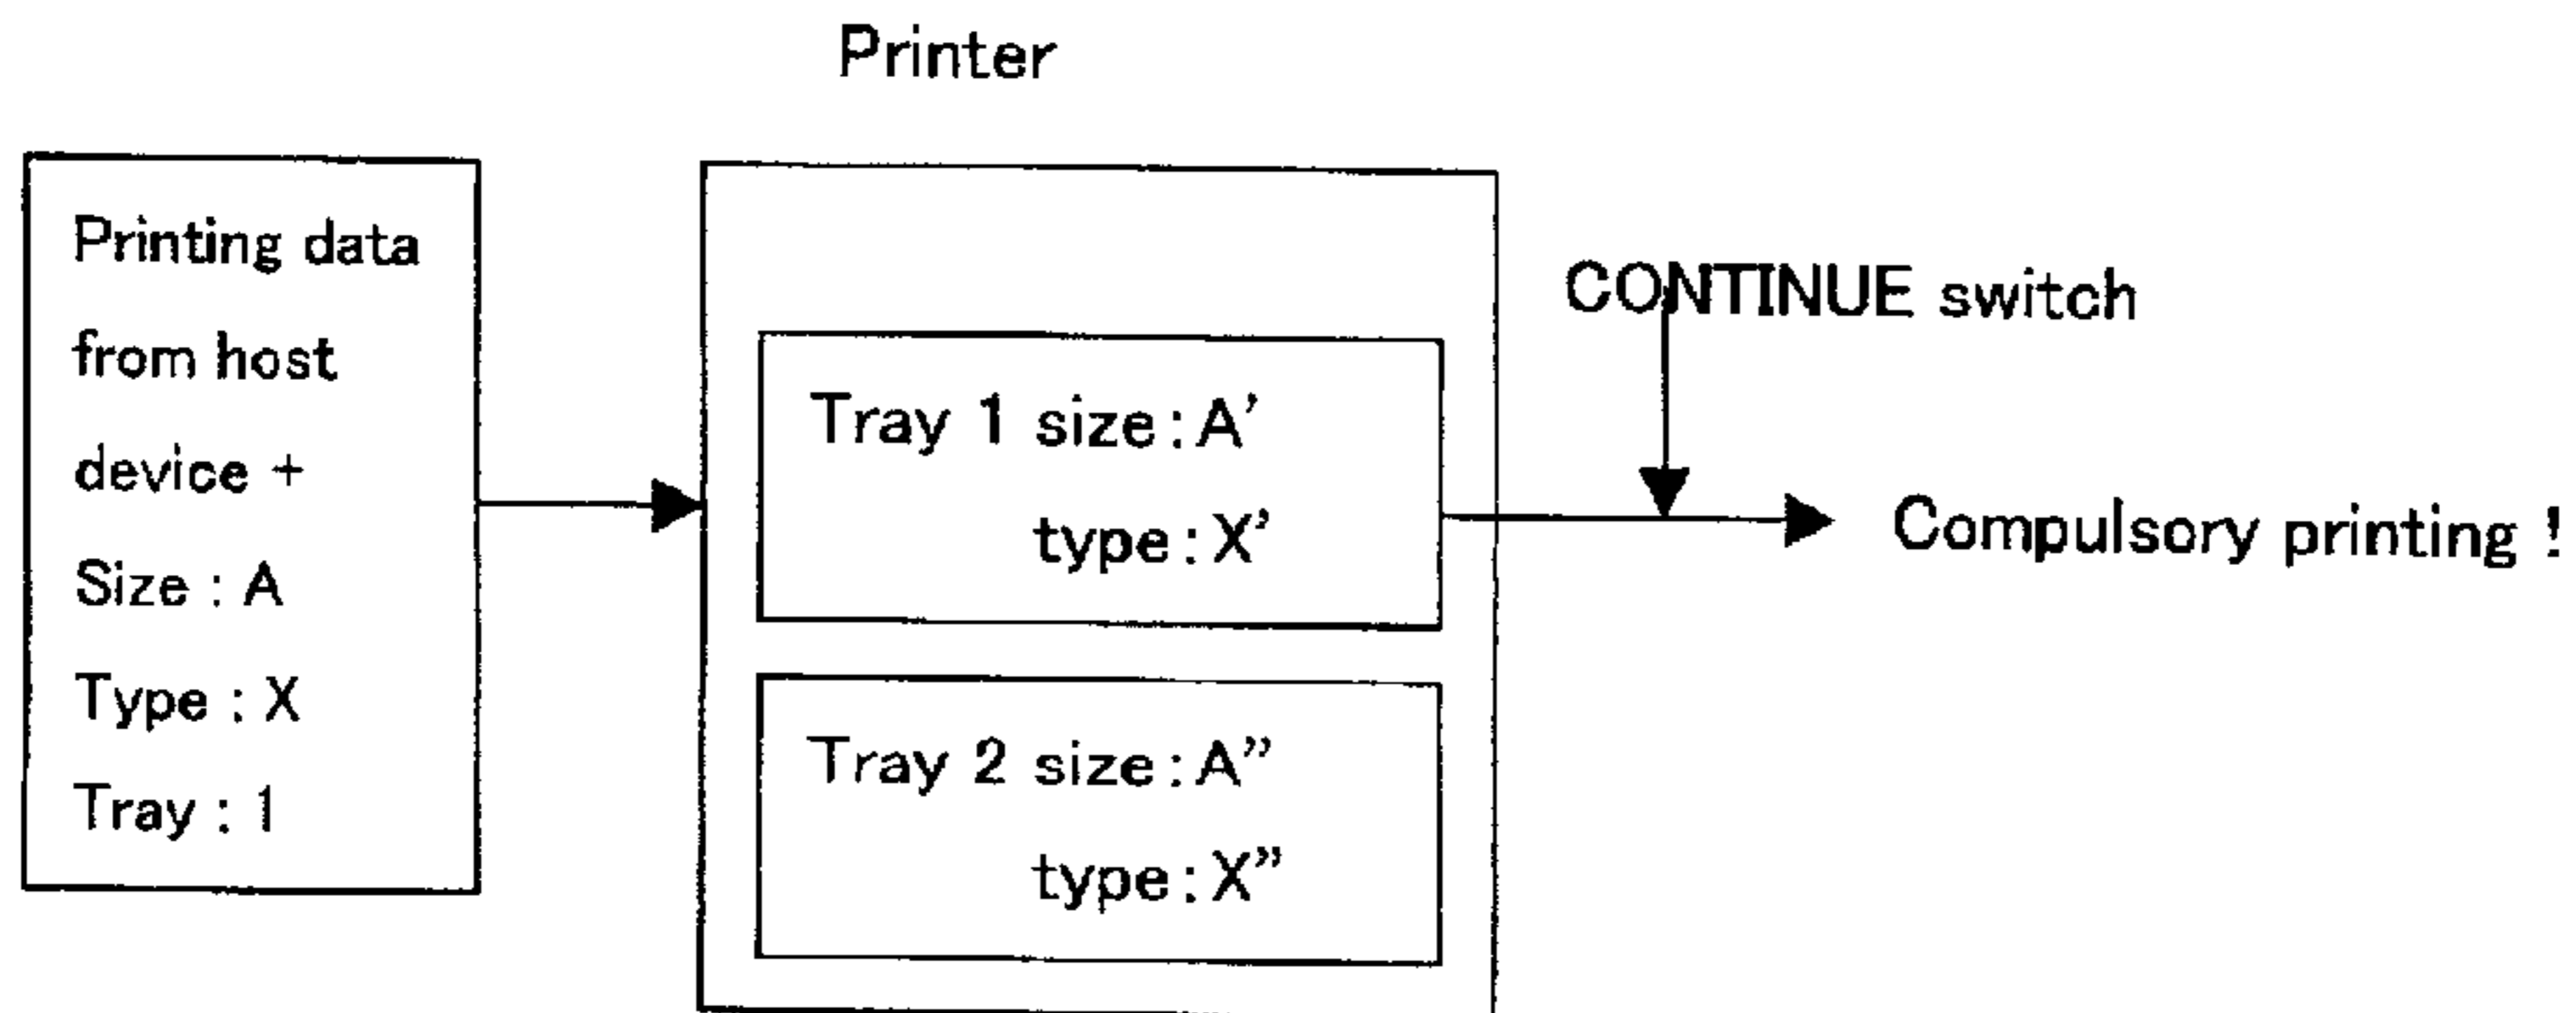 Printer
Printing data
from host
device +
Size : A
Type : X
Tray : 1
Tray 1 size : A’
type : X’
Tray 2 size : A”
type : X”
CONTINUE switch
Compulsory printing !